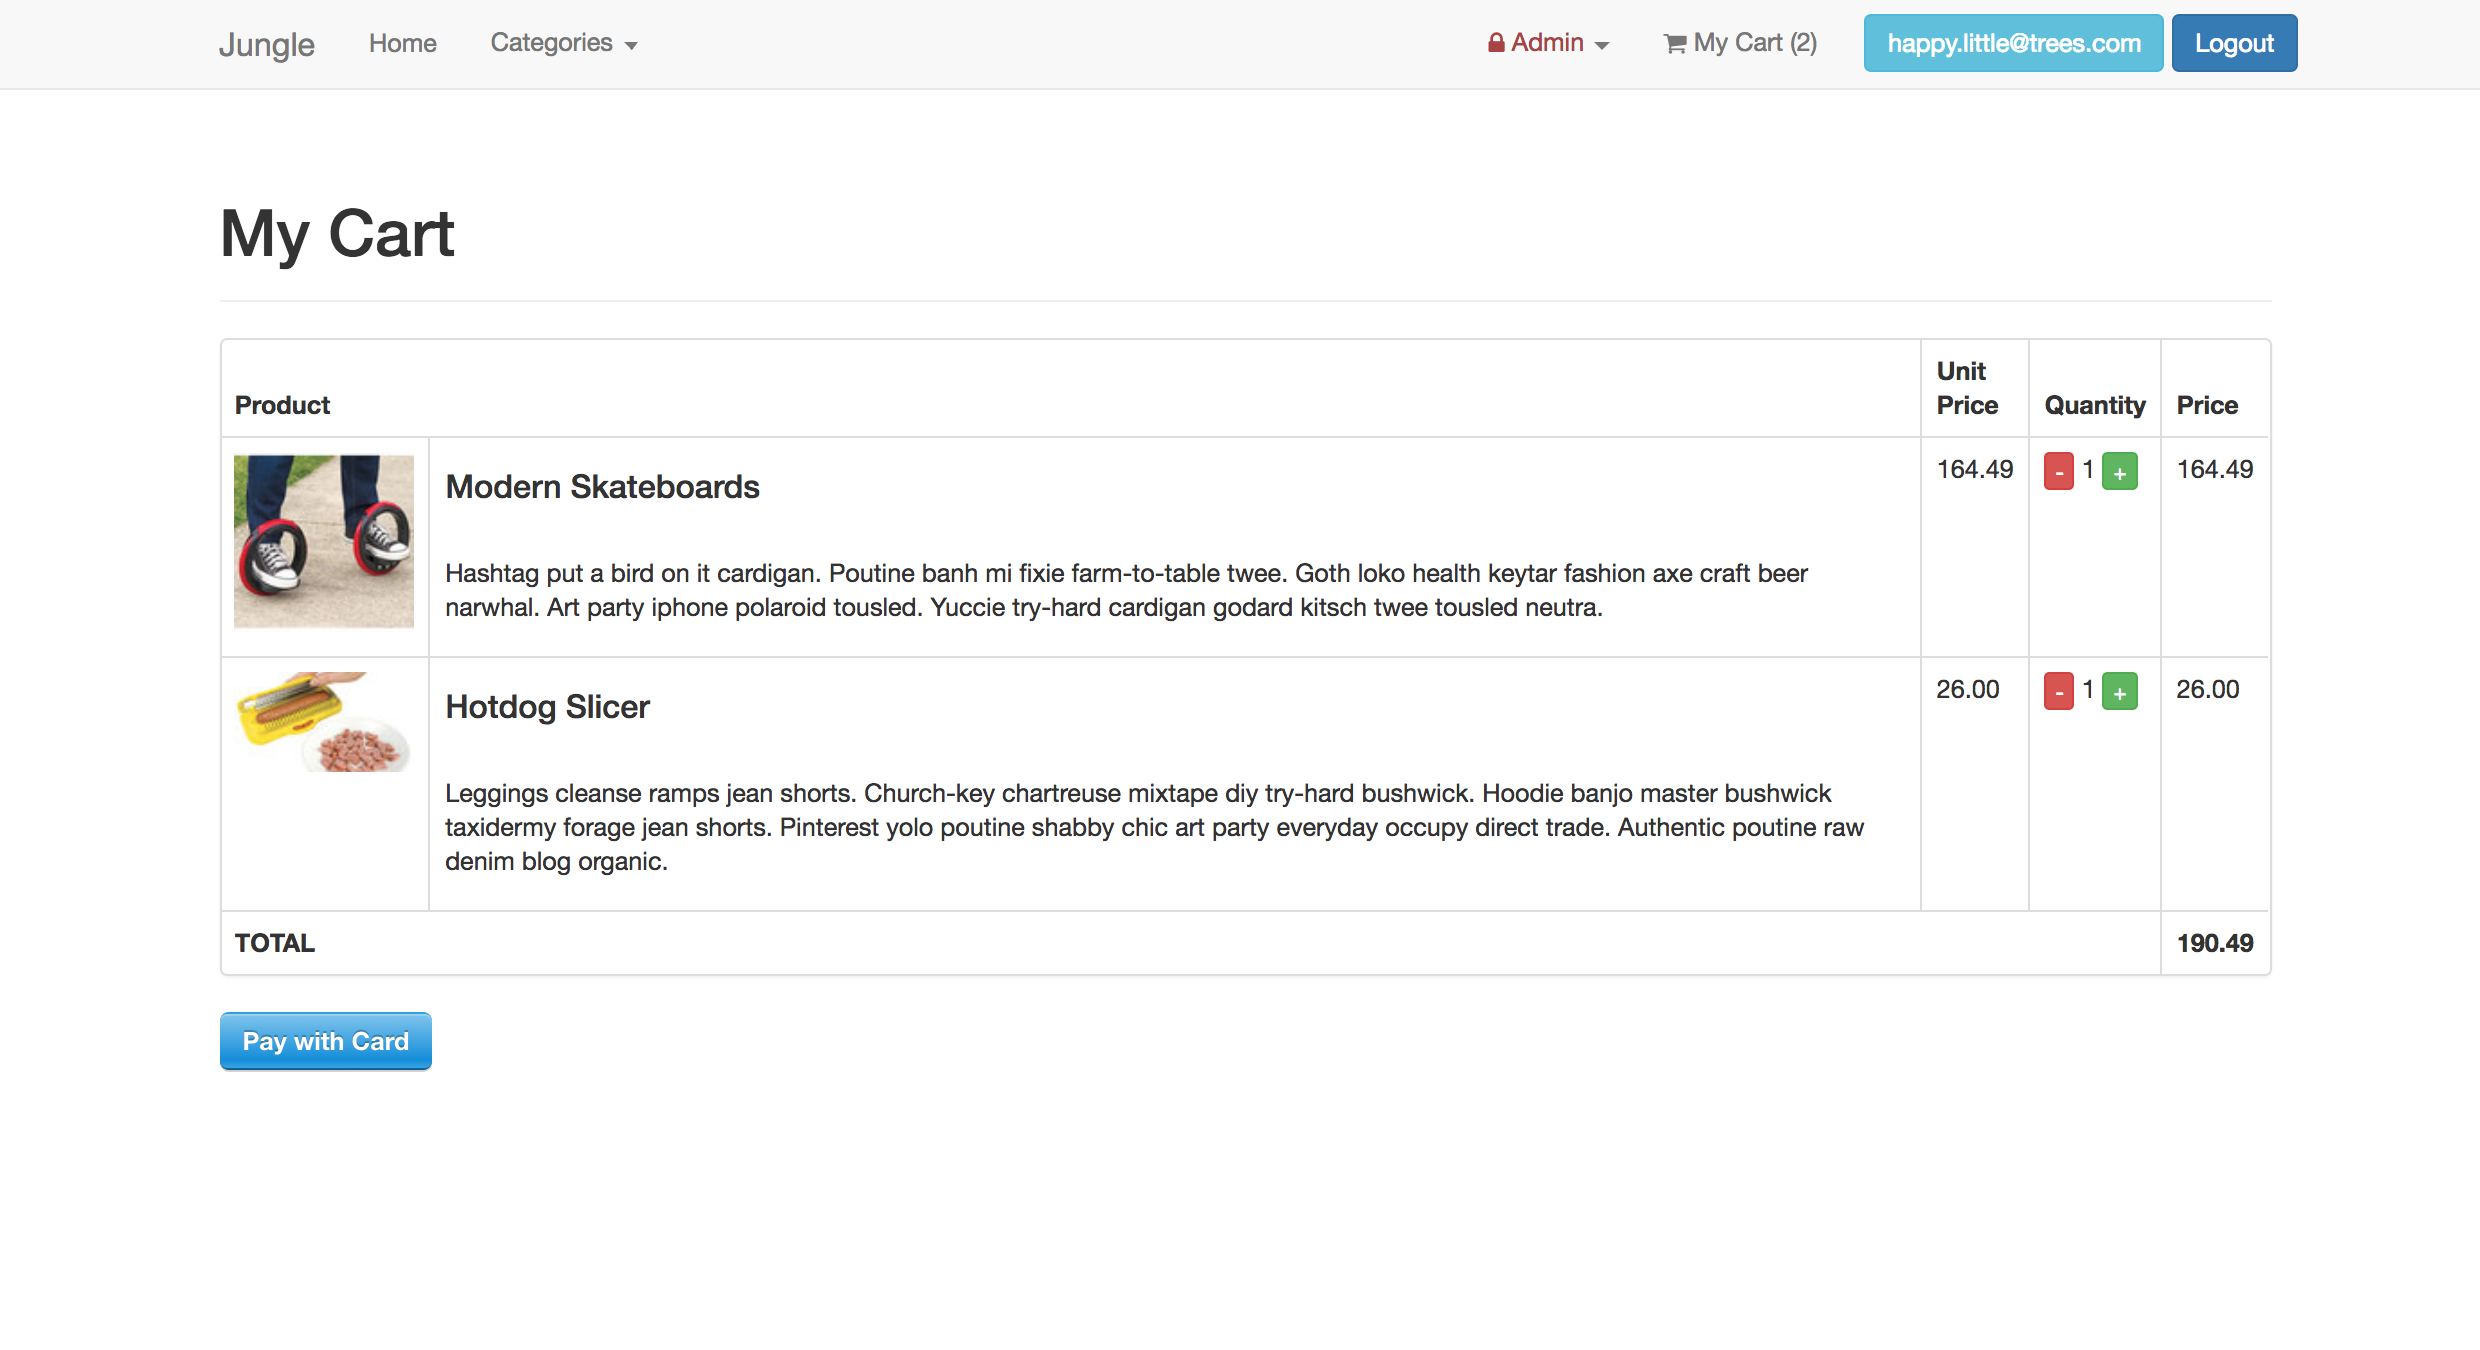 Jungle Home Categories Admin My Cart (2) happy.little@trees.com Logout
My Cart
Product Unit Price Quantity Price
Modern Skateboards 164.49 - 1 + 164.49
Hashtag put a bird on it cardigan. Poutine banh mi fixie farm-to-table twee. Goth loko health keytar fashion axe craft beer
narwhal. Art party iphone polaroid tousled. Yuccie try-hard cardigan godard kitsch twee tousled neutra.
Hotdog Slicer 26.00 - 1 + 26.00
Leggings cleanse ramps jean shorts. Church-key chartreuse mixtape diy try-hard bushwick. Hoodie banjo master bushwick
taxidermy forage jean shorts. Pinterest yolo poutine shabby chic art party everyday occupy direct trade. Authentic poutine raw
denim blog organic.
TOTAL 190.49
Pay with Card